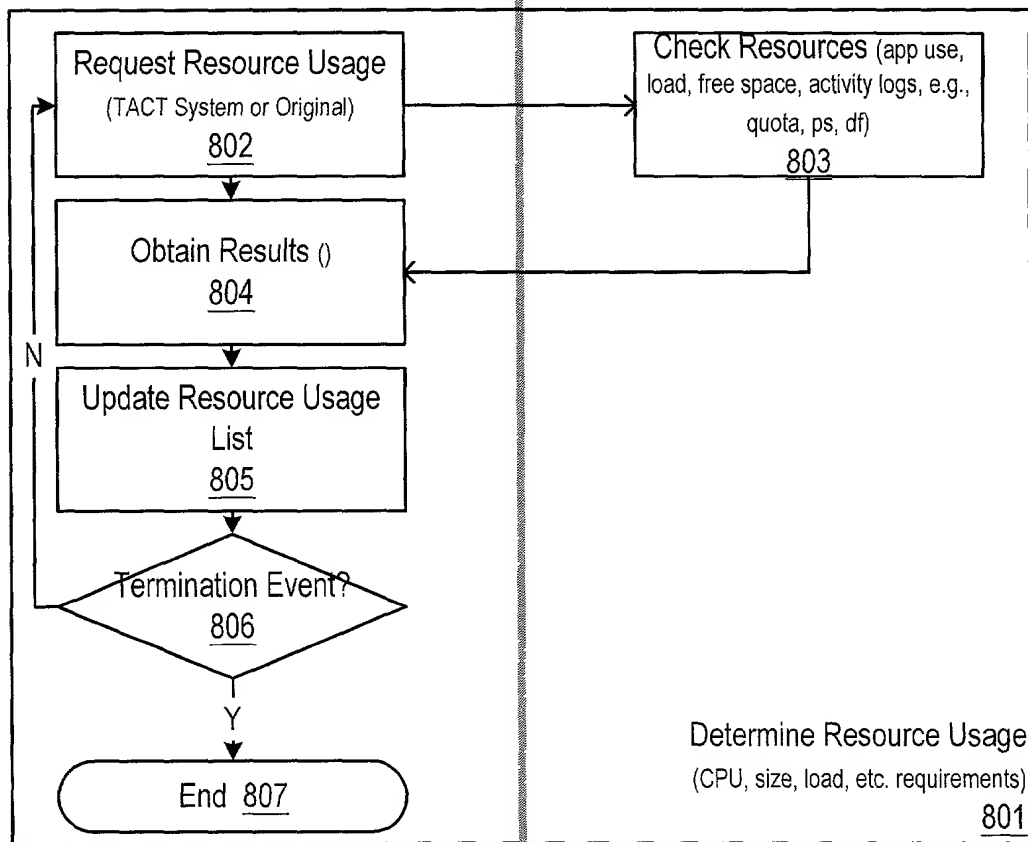 Request Resource Usage
(TACT System or Original)
802
Check Resources (app use,
load, free space, activity logs, e.g.,
quota, ps, df)
803
Obtain Results ()
804
N
Update Resource Usage
List
805
Termination Event?
806
Y
End 807
Determine Resource Usage
(CPU, size, load, etc. requirements)
801